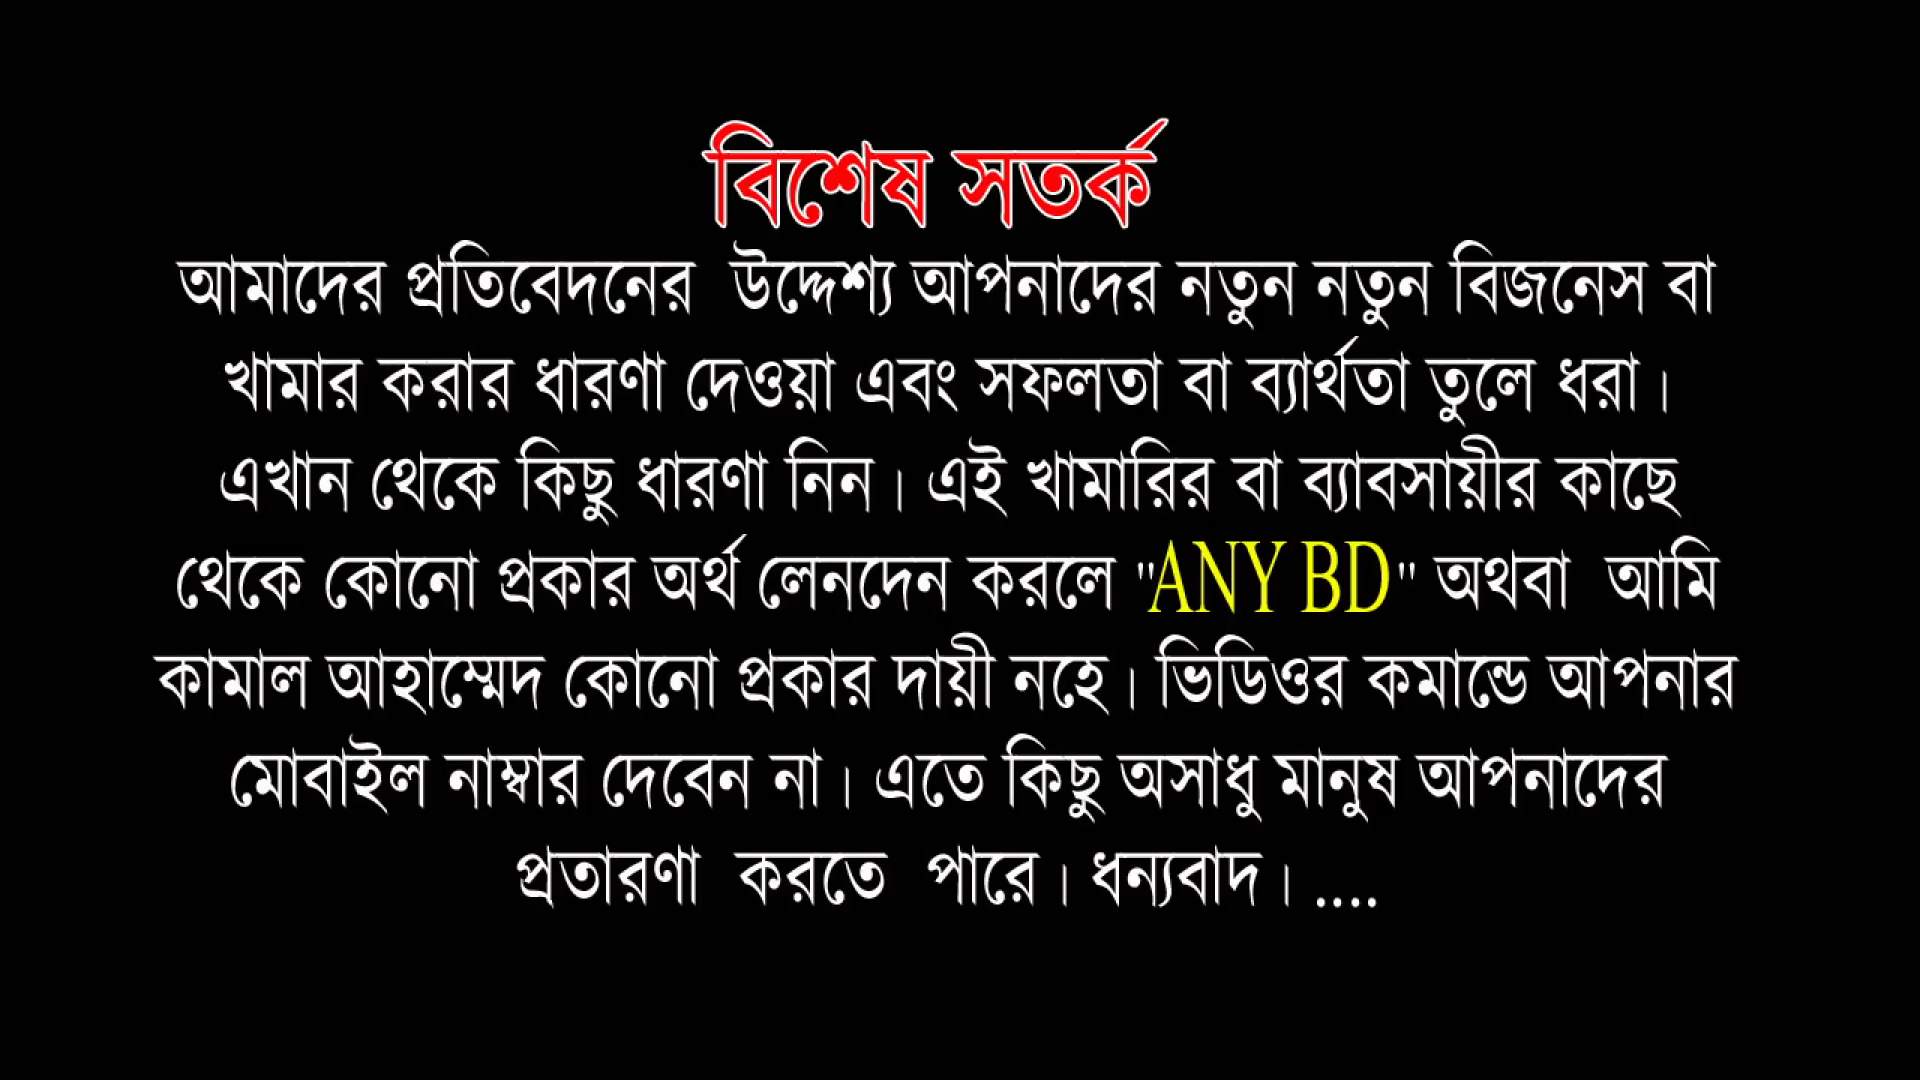 বিশেষ সতর্ক
আমাদের প্রতিবেদনের উদ্দেশ্য আপনাদের নতুন নতুন বিজনেস বা
খামার করার ধারণা দেওয়া এবং সফলতা বা ব্যার্থতা তুলে ধরা।
এখান থেকে কিছু ধারণা নিন। এই খামারির বা ব্যাবসায়ীর কাছে
থেকে কোনো প্রকার অর্থ লেনদেন করলে "ANY BD" অথবা আমি
কামাল আহাম্মেদ কোনো প্রকার দায়ী নহে। ভিডিওর কমান্ডে আপনার
মোবাইল নাম্বার দেবেন না। এতে কিছু অসাধু মানুষ আপনাদের
প্রতারণা করতে পারে। ধন্যবাদ। ....